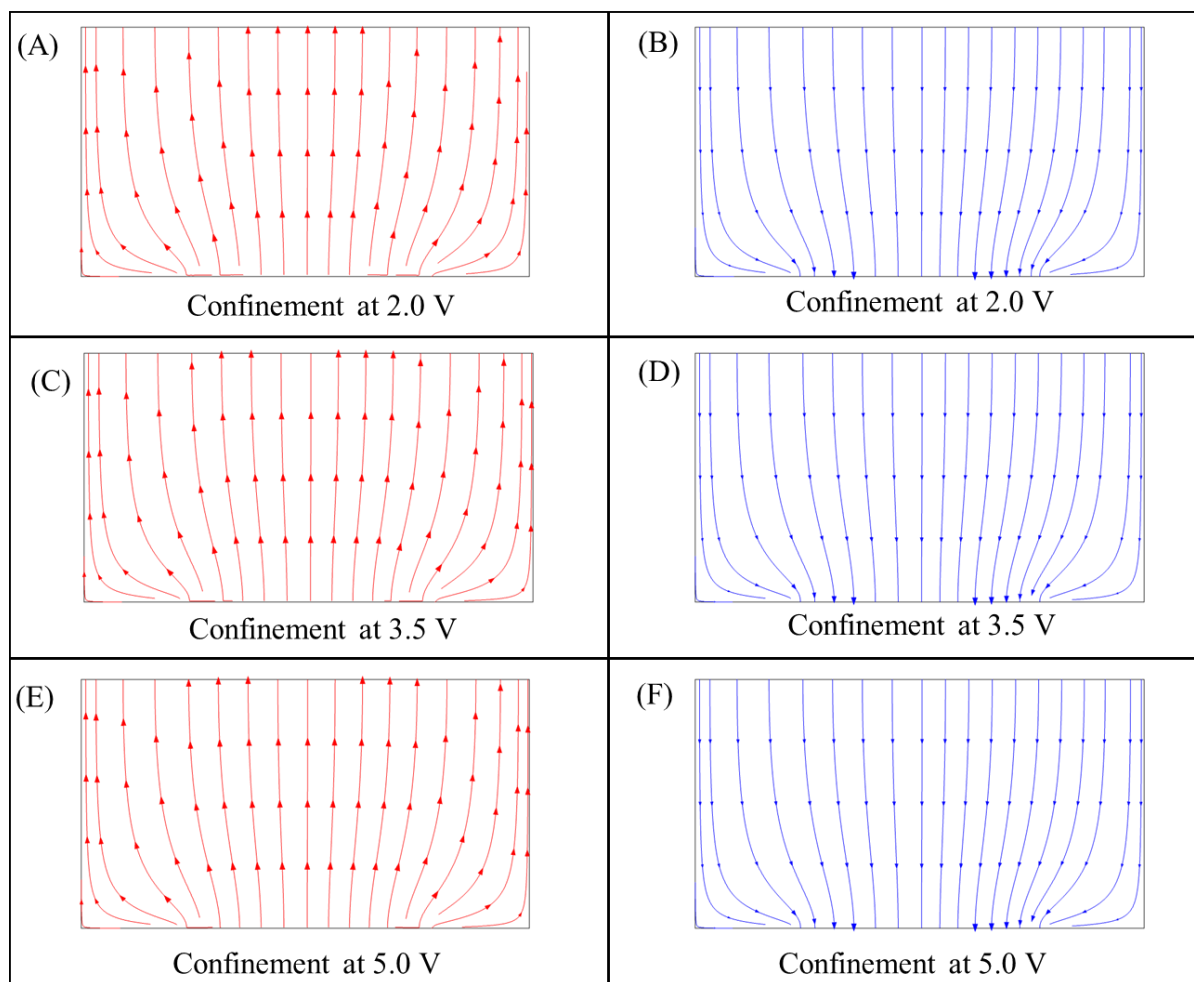 (A)
Confinement at 2.0 V
(B)
Confinement at 2.0 V
(C)
Confinement at 3.5 V
(D)
Confinement at 3.5 V
(E)
Confinement at 5.0 V
(F)
Confinement at 5.0 V